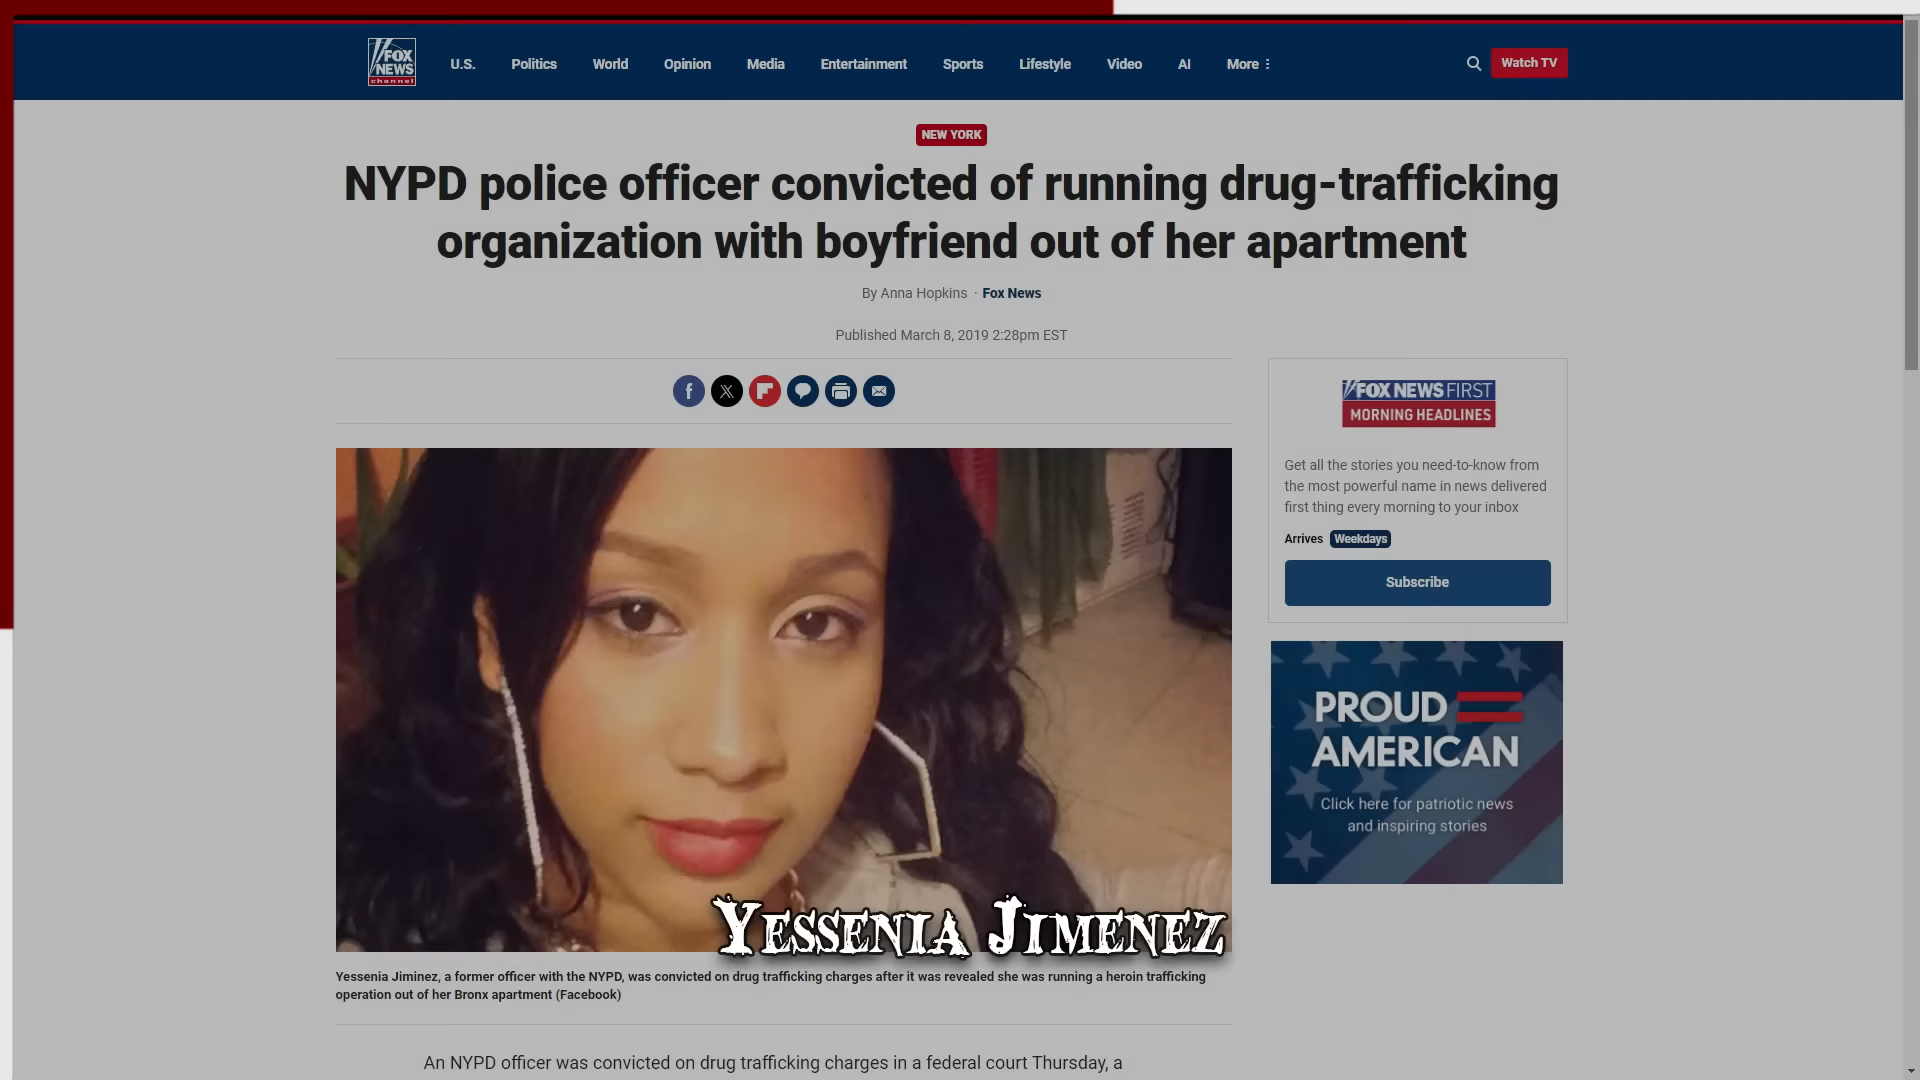 FOX
NEWS
channel
U.S.
Politics
World
Opinion
Media
Entertainment
Sports
Lifestyle
Video
AI
More
Watch TV
NEW YORK
NYPD police officer convicted of running drug-trafficking
organization with boyfriend out of her apartment
By Anna Hopkins · Fox News
Published March 8, 2019 2:28pm EST
FOX NEWS FIRST
MORNING HEADLINES
Get all the stories you need-to-know from
the most powerful name in news delivered
first thing every morning to your inbox
Arrives Weekdays
Subscribe
PROUD
AMERICAN
Click here for patriotic news
and inspiring stories
Yessenia Jimenez
Yessenia Jiminez, a former officer with the NYPD, was convicted on drug trafficking charges after it was revealed she was running a heroin trafficking
operation out of her Bronx apartment (Facebook)
An NYPD officer was convicted on drug trafficking charges in a federal court Thursday, a